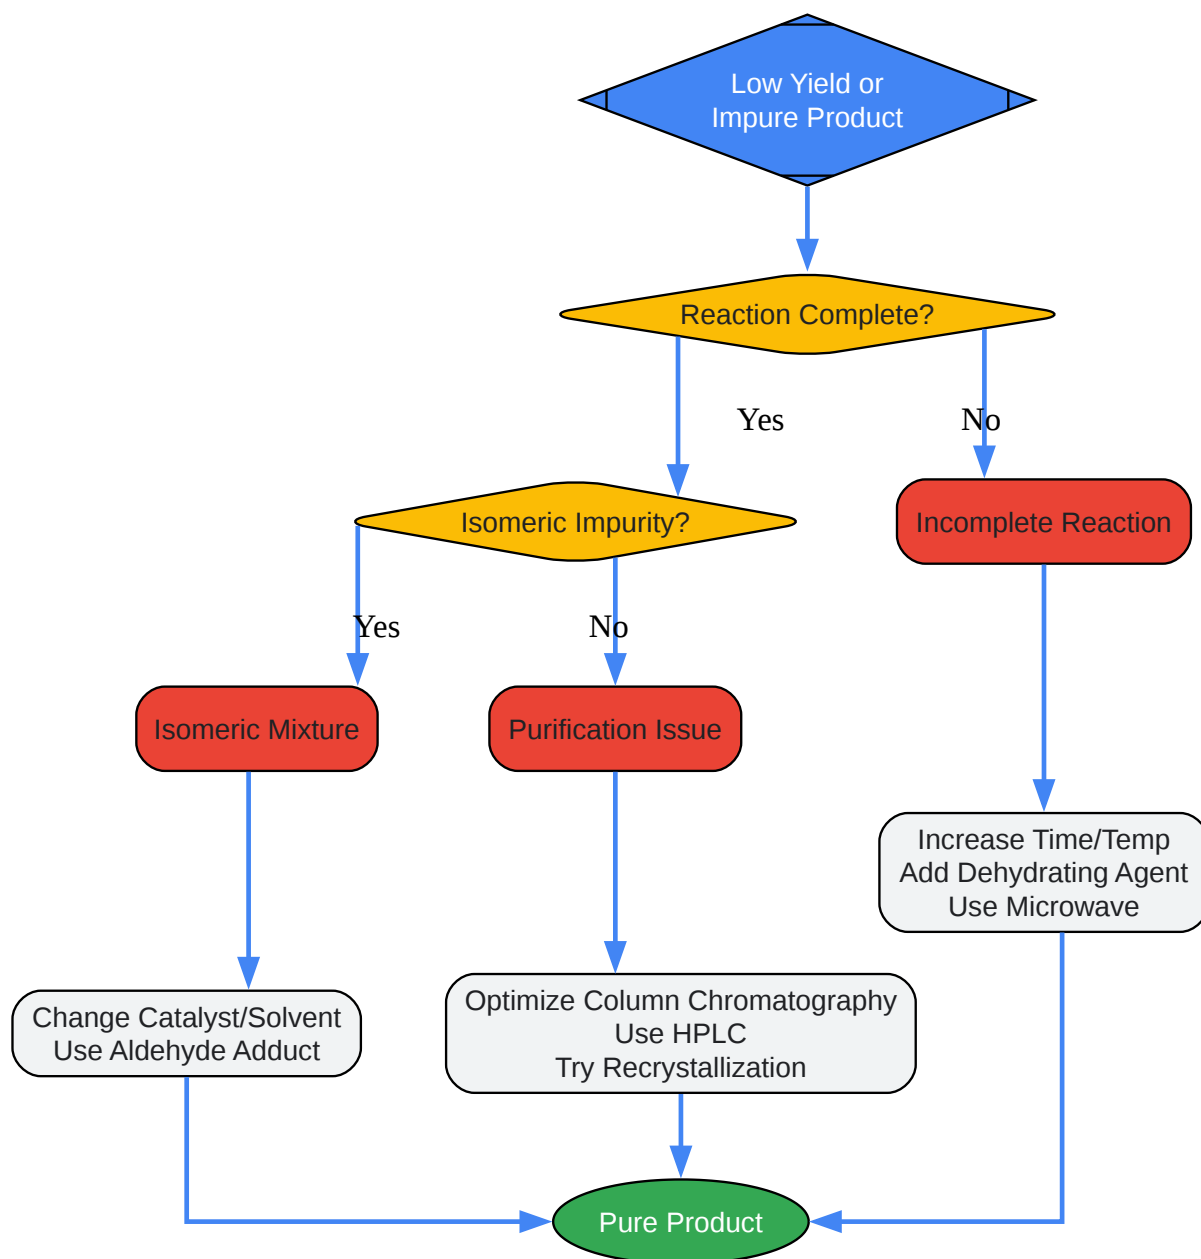 Low Yield or
Impure Product
Reaction Complete?
Yes
No
Isomeric Impurity?
Incomplete Reaction
Yes
No
Isomeric Mixture
Purification Issue
Increase Time/Temp
Add Dehydrating Agent
Use Microwave
Change Catalyst/Solvent
Use Aldehyde Adduct
Optimize Column Chromatography
Use HPLC
Try Recrystallization
Pure Product